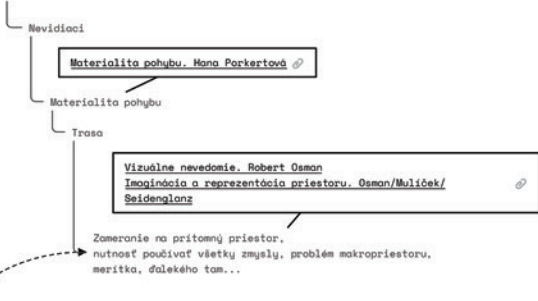 Nevidiaci
Materialita pohybu. Hana Porkertová
Materialita pohybu
Trasa
Vizuálne nevedomie. Robert Osman
Imaginácia a reprezentácia priestoru. Osman/Mulíček/
Seidenglanz
Zameranie na prítomný priestor,
nutnosť poučívať všetky zmysly, problém makropriestoru,
merítka, ďalekého tam...